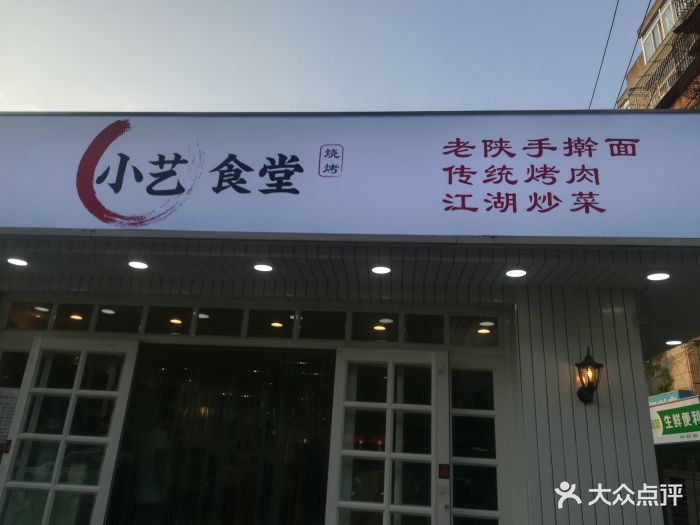 小艺食堂
烧烤
老陕手擀面
传统烤肉
江湖炒菜
生鲜便利
大众点评